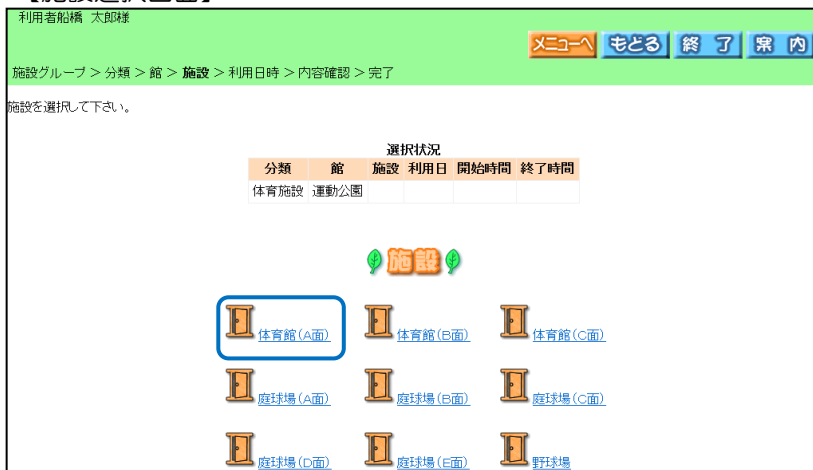 【施設選択画面】
利用者船橋 太郎様
メニューへ もどる 終 了 案 内
施設グループ > 分類 > 館 > 施設 > 利用日時 > 内容確認 > 完了
施設を選択して下さい。
選択状況
分類 館 施設 利用日 開始時間 終了時間
体育施設 運動公園
施設
体育館(A面) 体育館(B面) 体育館(C面)
庭球場(A面) 庭球場(B面) 庭球場(C面)
庭球場(D面) 庭球場(E面) 野球場